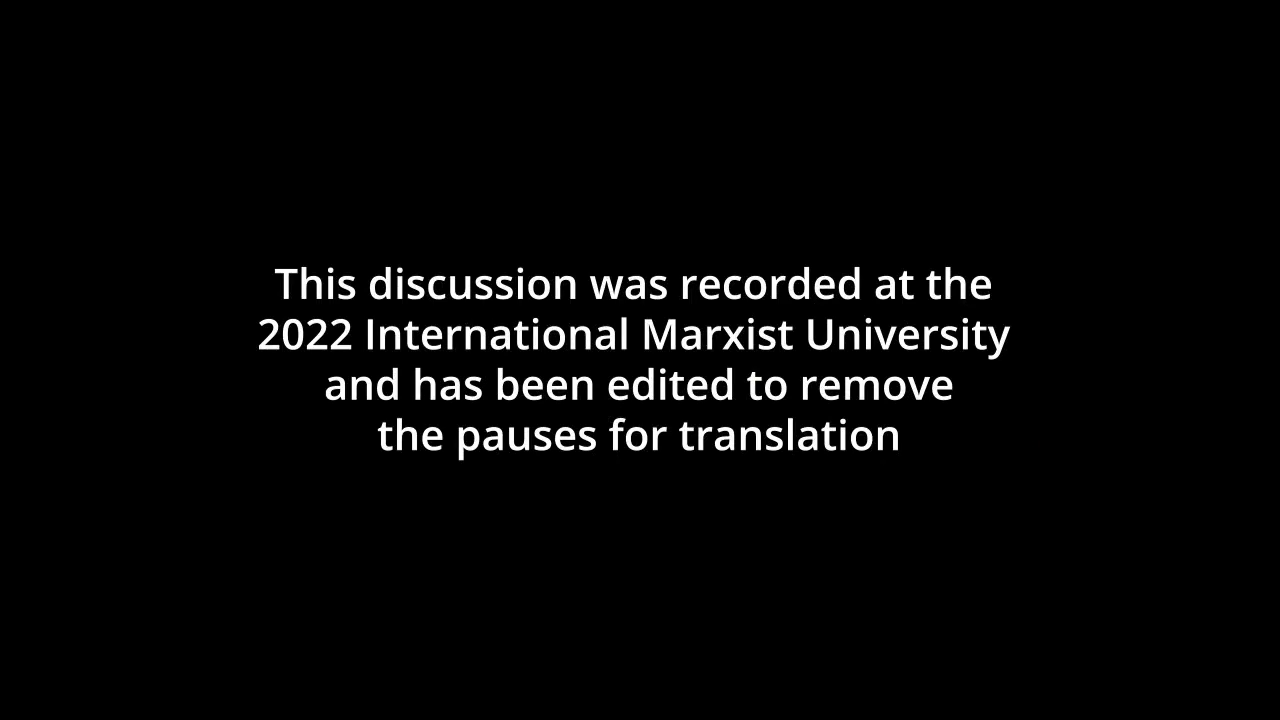 This discussion was recorded at the
2022 International Marxist University
and has been edited to remove
the pauses for translation